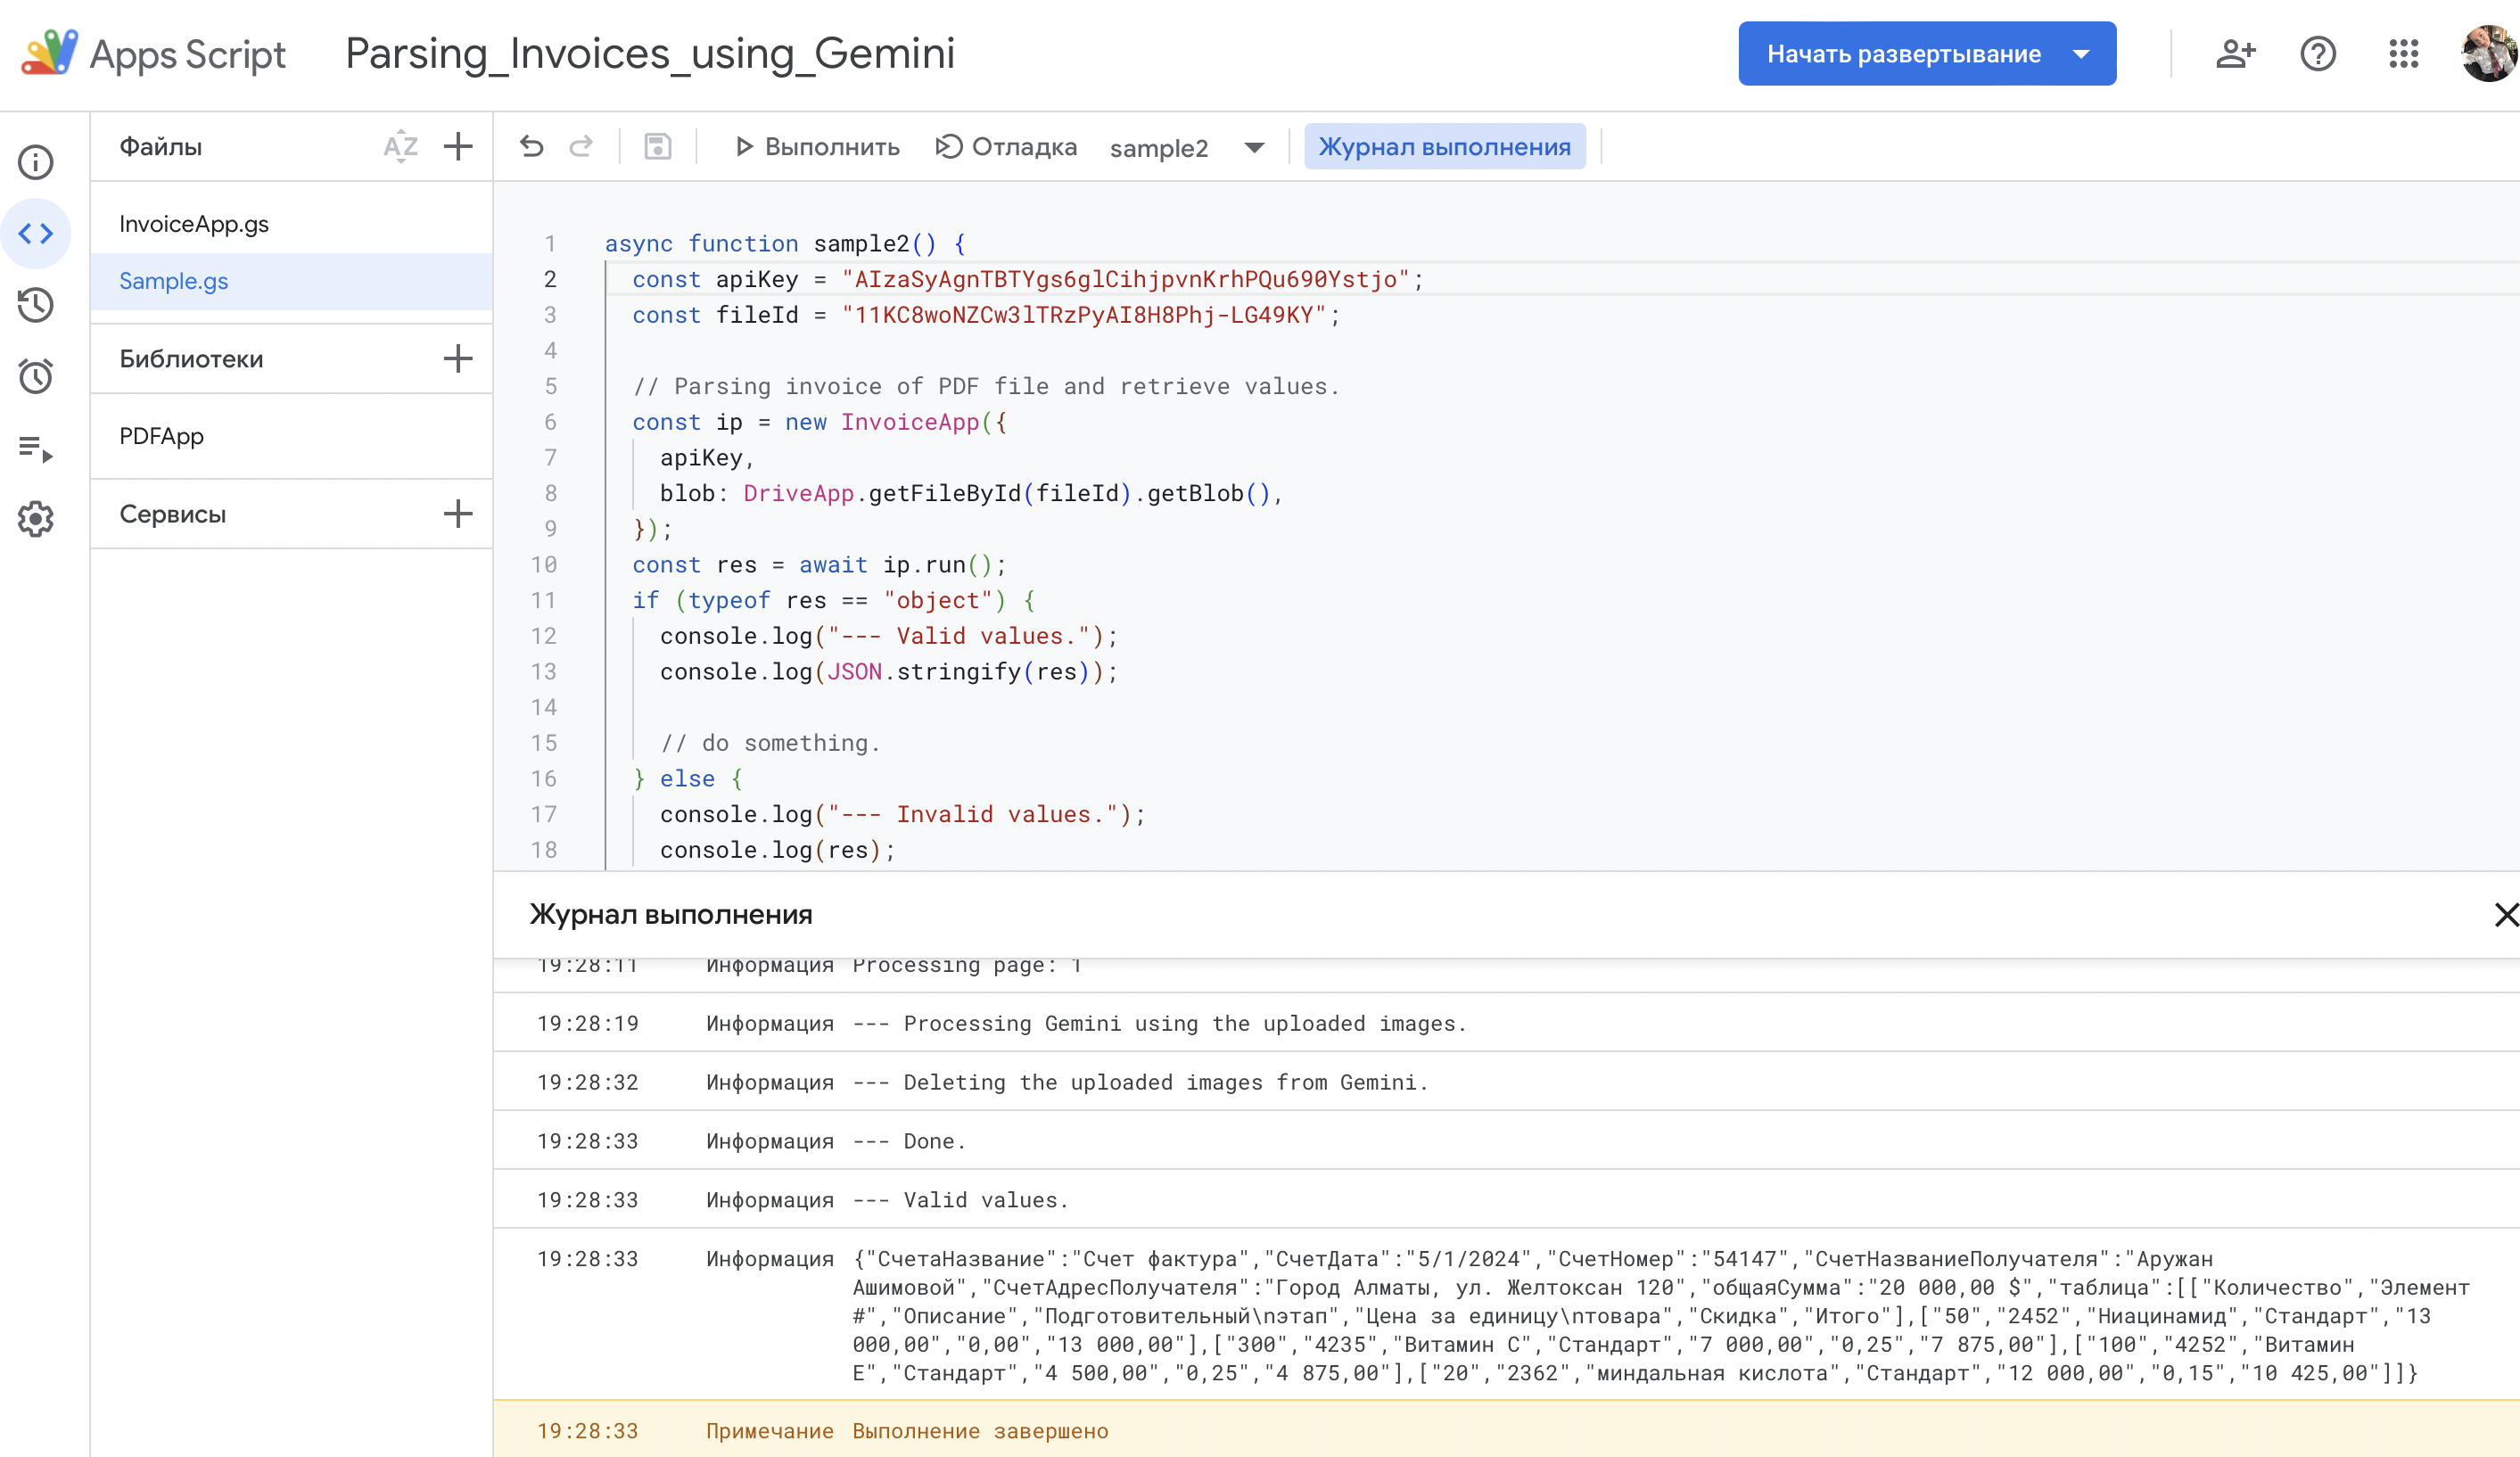 Apps Script
Parsing_Invoices_using_Gemini
Начать развертывание
Файлы
AZ
Выполнить
Отладка
sample2
Журнал выполнения
InvoiceApp.gs
Sample.gs
Библиотеки
PDFApp
Сервисы
1 async function sample2() {
2 const apiKey = "AIzaSyAgnTBTYgs6glCihjpvnKrhPQu690Ystjo";
3 const fileId = "11KC8woNZCw3lTRzPyAI8H8Phj-LG49KY";
4
5 // Parsing invoice of PDF file and retrieve values.
6 const ip = new InvoiceApp({
7 apiKey,
8 blob: DriveApp.getFileById(fileId).getBlob(),
9 });
10 const res = await ip.run();
11 if (typeof res == "object") {
12 console.log("--- Valid values.");
13 console.log(JSON.stringify(res));
14
15 // do something.
16 } else {
17 console.log("--- Invalid values.");
18 console.log(res);
Журнал выполнения
19:28:11 Информация Processing page: 1
19:28:19 Информация --- Processing Gemini using the uploaded images.
19:28:32 Информация --- Deleting the uploaded images from Gemini.
19:28:33 Информация --- Done.
19:28:33 Информация --- Valid values.
19:28:33 Информация {"СчетаНазвание":"Счет фактура","СчетДата":"5/1/2024","СчетНомер":"54147","СчетНазваниеПолучателя":"Аружан
Ашимовой","СчетАдресПолучателя":"Город Алматы, ул. Желтоксан 120","общаяСумма":"20 000,00 $","таблица":[["Количество","Элемент
#","Описание","Подготовительный\nэтап","Цена за единицу\nтовара","Скидка","Итого"],["50","2452","Ниацинамид","Стандарт","13
000,00","0,00","13 000,00"],["300","4235","Витамин С","Стандарт","7 000,00","0,25","7 875,00"],["100","4252","Витамин
Е","Стандарт","4 500,00","0,25","4 875,00"],["20","2362","миндальная кислота","Стандарт","12 000,00","0,15","10 425,00"]]}
19:28:33 Примечание Выполнение завершено